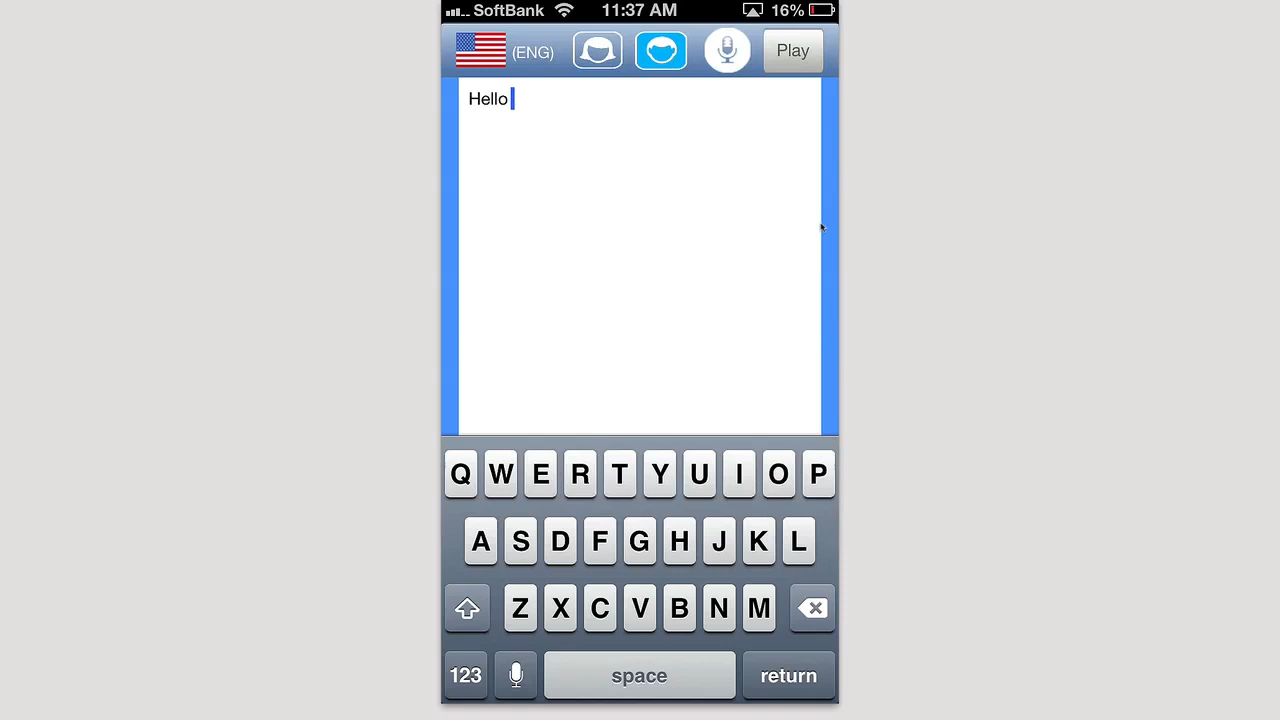 SoftBank 11:37 AM 16%
(ENG) Play
Hello
Q W E R T Y U I O P
A S D F G H J K L
Z X C V B N M
123 space return